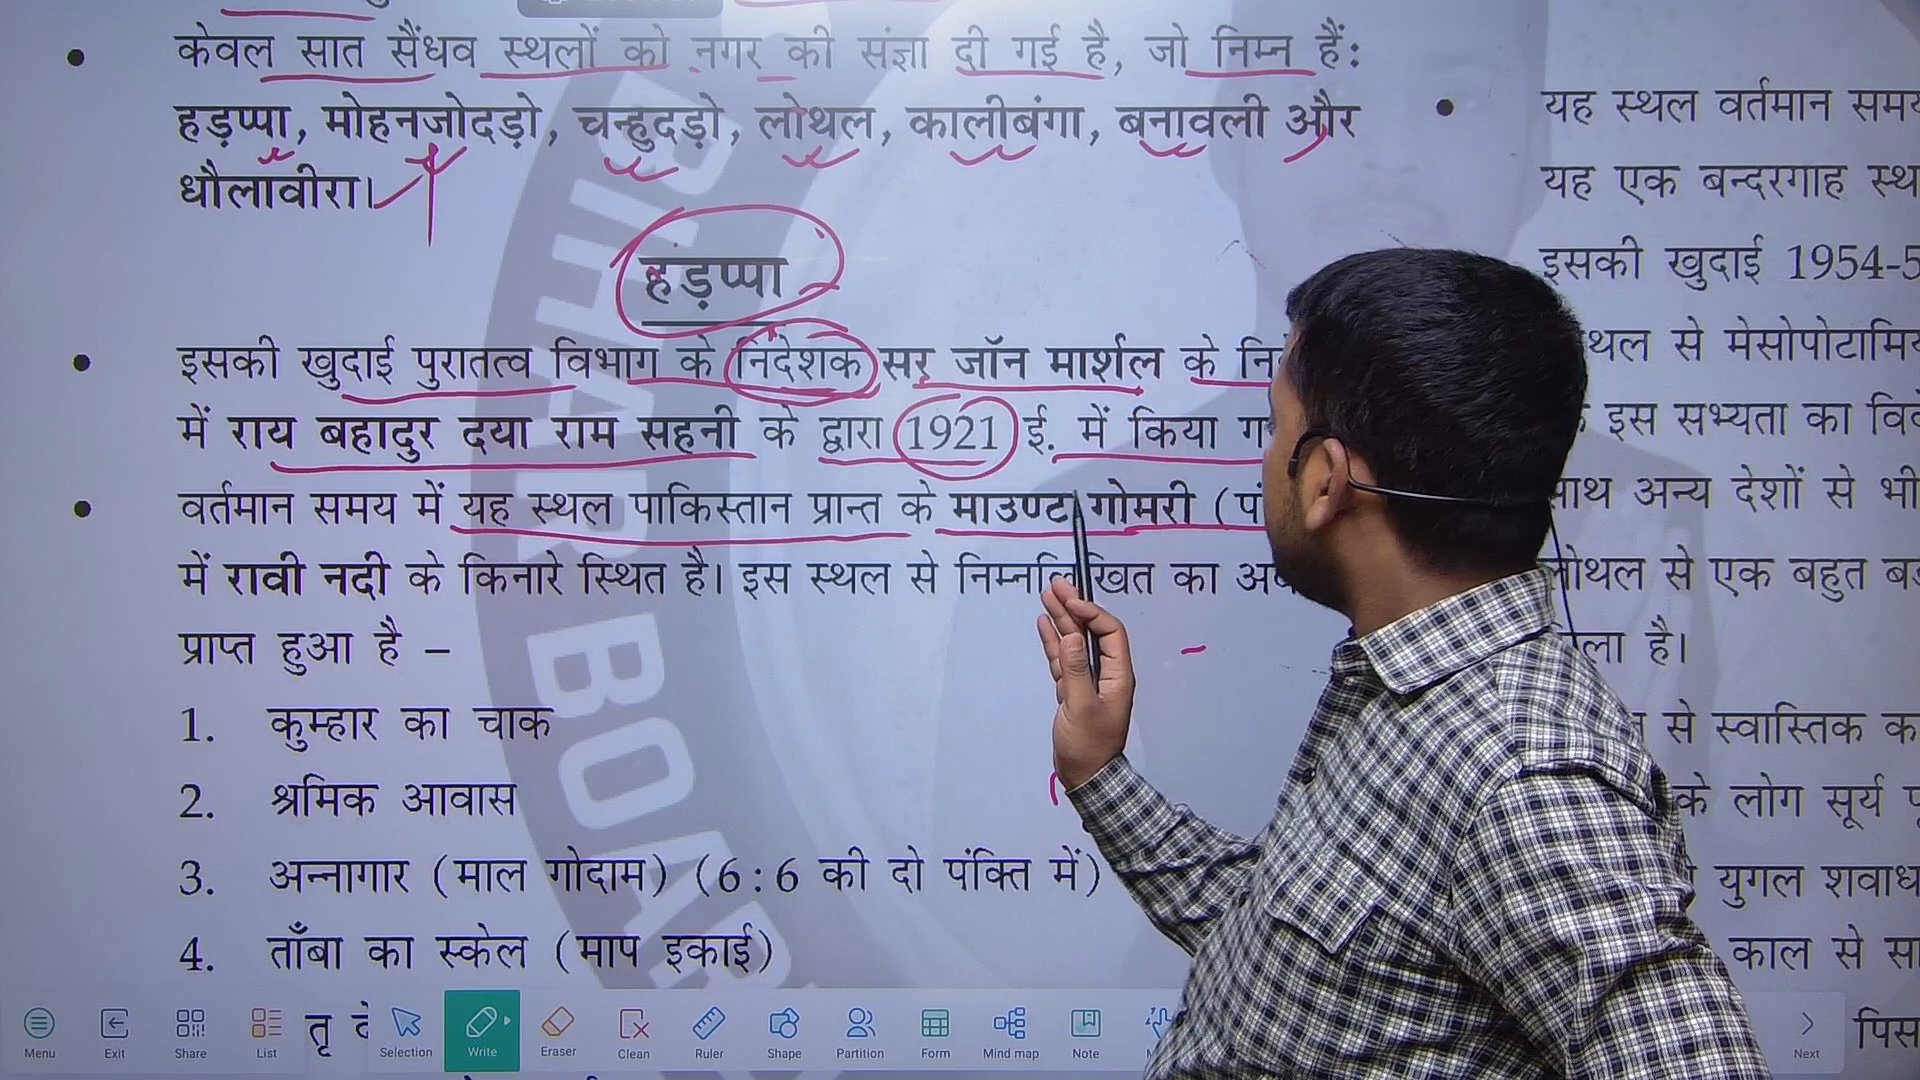 केवल सात सैंधव स्थलों को नगर की संज्ञा दी गई है, जो निम्न हैं:
हड़प्पा, मोहनजोदड़ो, चन्हुदड़ो, लोथल, कालीबंगा, बनावली और
धौलावीरा।
हड़प्पा
इसकी खुदाई पुरातत्व विभाग के निदेशक सर जॉन मार्शल के
में राय बहादुर दया राम सहनी के द्वारा 1921 ई. में किया
वर्तमान समय में यह स्थल पाकिस्तान प्रान्त के माउण्ट गोमरी
में रावी नदी के किनारे स्थित है। इस स्थल से निम्नलिखित का
प्राप्त हुआ है –
1. कुम्हार का चाक
2. श्रमिक आवास
3. अन्नागार (माल गोदाम) (6:6 की दो पंक्ति में)
4. ताँबा का स्केल (माप इकाई)
यह स्थल वर्तमान
यह एक बन्दरगाह
इसकी खुदाई 1954-5
से
इस सभ्यता का
अन्य देशों से भी
से एक बहुत
है।
से स्वास्तिक
के लोग सूर्य
युगल
काल से
BIHAR BOAR
Menu
Exit
Share
List
Selection
Write
Eraser
Clean
Ruler
Shape
Partition
Form
Mind map
Note
Next